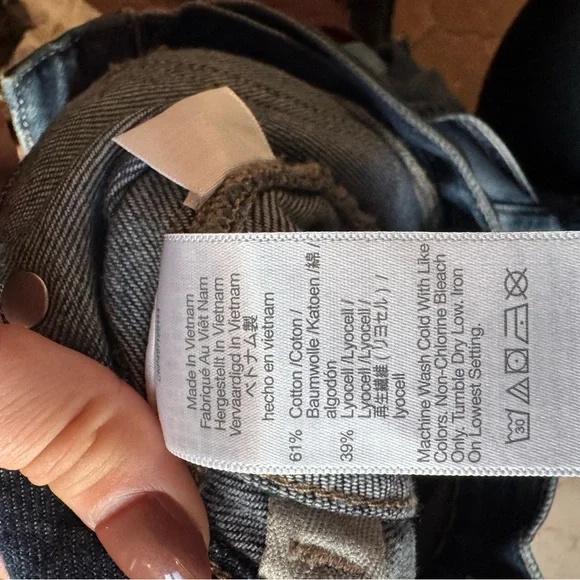 Made In Vietnam
Fabriqué Au Viêt Nam
Hergestellt In Vietnam
Vervaardigd In Vietnam
ベトナム製
hecho en vietnam
61% Cotton /Coton /
Baumwolle /Katoen /綿 /
algodón
39% Lyocell /Lyocell /
Lyocell /Lyocell /
再生繊維 ( リヨセル ) /
lyocell
Machine Wash Cold With Like
Colors. Non-Chlorine Bleach
Only. Tumble Dry Low. Iron
On Lowest Setting.
30